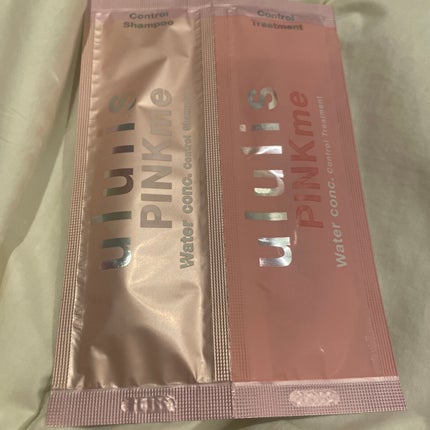 Control
Shampoo
ululis
PiNKme
Water conc. Control Shampoo
Control
Treatment
ululis
PiNKme
Water conc. Control Treatment